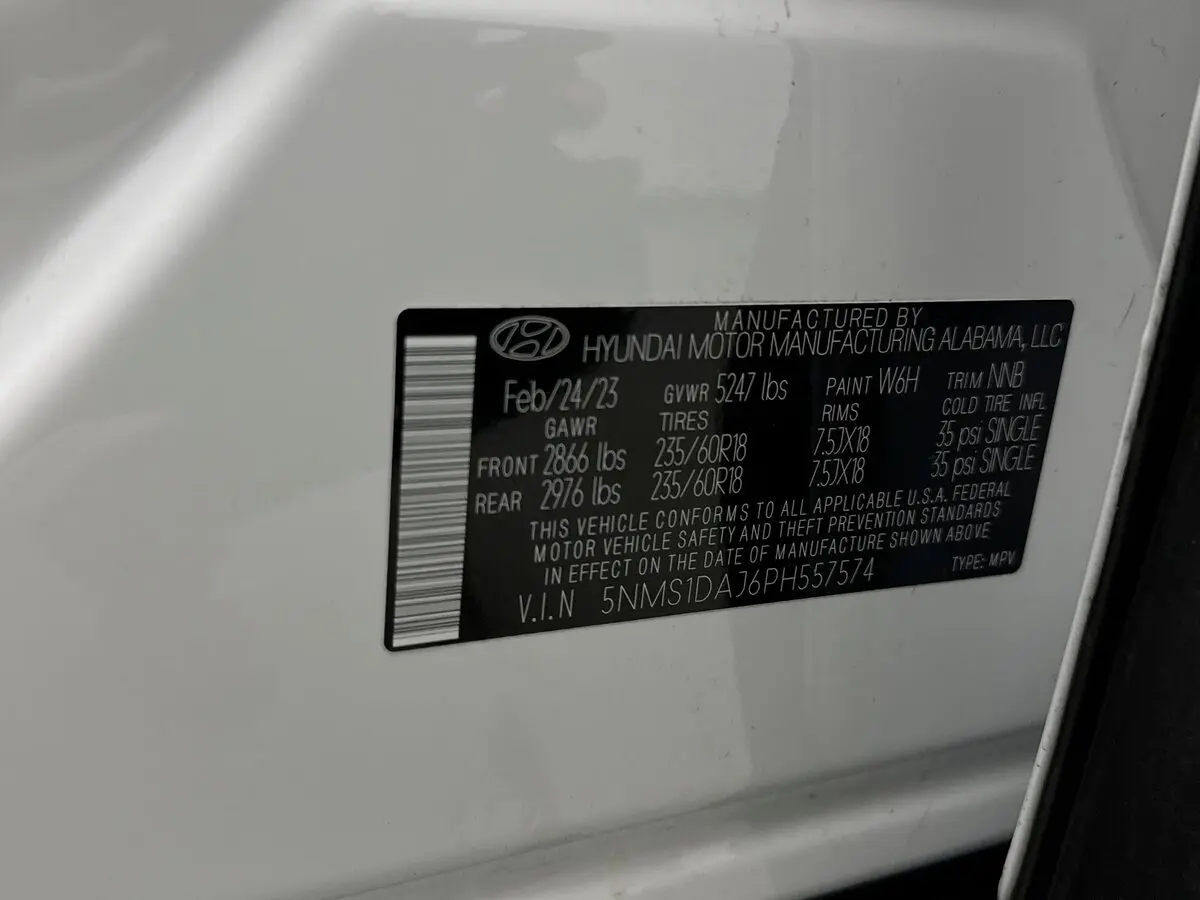 MANUFACTURED BY
HYUNDAI MOTOR MANUFACTURING ALABAMA, LLC
Feb/24/23 GVWR 5247 lbs PAINT W6H TRIM NNB
GAWR TIRES RIMS COLD TIRE INFL
FRONT 2866 lbs 235/60R18 7.5JX18 35 psi SINGLE
REAR 2976 lbs 235/60R18 7.5JX18 35 psi SINGLE
THIS VEHICLE CONFORMS TO ALL APPLICABLE U.S.A. FEDERAL
MOTOR VEHICLE SAFETY AND THEFT PREVENTION STANDARDS
IN EFFECT ON THE DATE OF MANUFACTURE SHOWN ABOVE
V.I.N 5NMS1DAJ6PH557574 TYPE: MPV